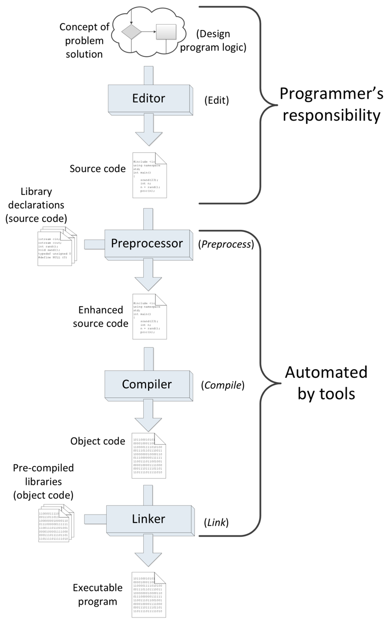 Concept of
problem
solution
(Design
program logic)
Editor
(Edit)
Programmer's
responsibility
Source code
Library
declarations
(source code)
Preprocessor
(Preprocess)
Enhanced
source code
Compiler
(Compile)
Automated
by tools
Object code
Pre-compiled
libraries
(object code)
Linker
(Link)
Executable
program